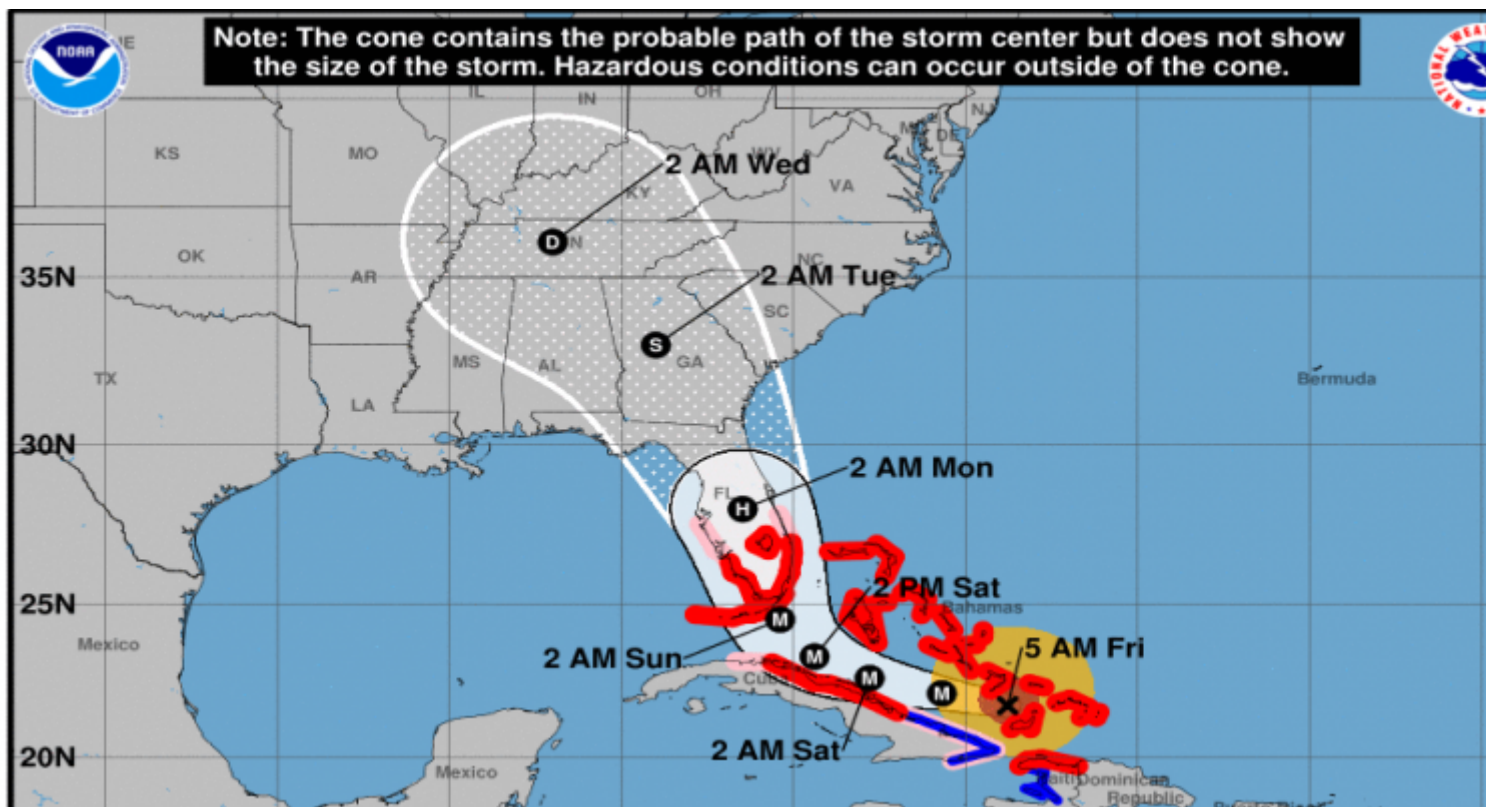 Note: The cone contains the probable path of the storm center but does not show
the size of the storm. Hazardous conditions can occur outside of the cone.
NOAA
IL
IN
OH
NJ
DE
KS
MO
WV
VA
2 AM Wed
KY
D
OK
AR
NC
35N
2 AM Tue
SC
S
MS
AL
GA
TX
Bermuda
LA
30N
2 AM Mon
FL
H
2 PM Sat
25N
Bahamas
M
Mexico
2 AM Sun
5 AM Fri
M
Cuba
M
M
2 AM Sat
20N
Mexico
Haiti
Dominican
Republic